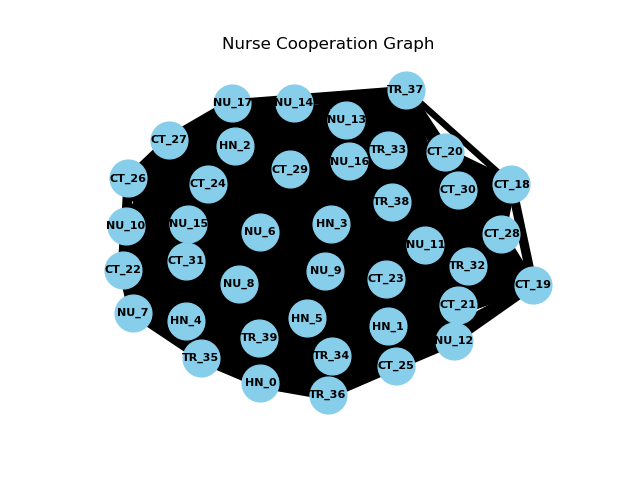 Nurse Cooperation Graph
TR_37
NU_17
NU_14
NU_13
CT_27
HN_2
TR_33
CT_20
NU_16
CT_29
CT_26
CT_24
CT_30
CT_18
TR_38
NU_10
NU_15
NU_6
HN_3
CT_28
NU_11
CT_22
CT_31
NU_9
TR_32
CT_23
NU_8
CT_19
NU_7
HN_4
HN_5
CT_21
HN_1
TR_39
NU_12
TR_35
TR_34
CT_25
HN_0
TR_36